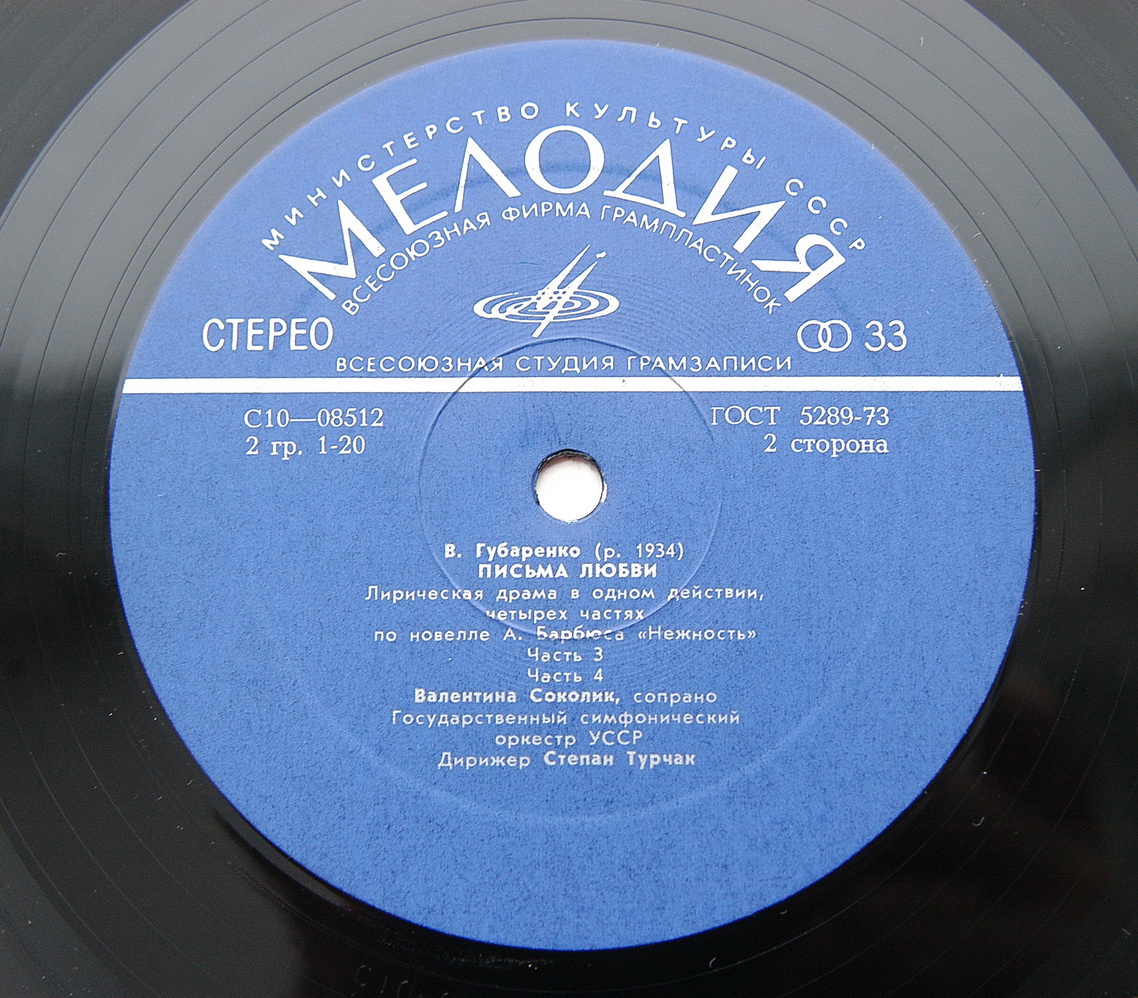 МИНИСТЕРСТВО КУЛЬТУРЫ СССР
МЕЛОДИЯ
ВСЕСОЮЗНАЯ ФИРМА ГРАМПЛАСТИНОК
СТЕРЕО
33
ВСЕСОЮЗНАЯ СТУДИЯ ГРАМЗАПИСИ
С10—08512
ГОСТ 5289-73
2 гр. 1-20
2 сторона
В. Губаренко (р. 1934)
ПИСЬМА ЛЮБВИ
Лирическая драма в одном действии,
четырех частях
по новелле А. Барбюса «Нежность»
Часть 3
Часть 4
Валентина Соколик, сопрано
Государственный симфонический
оркестр УССР
Дирижер Степан Турчак